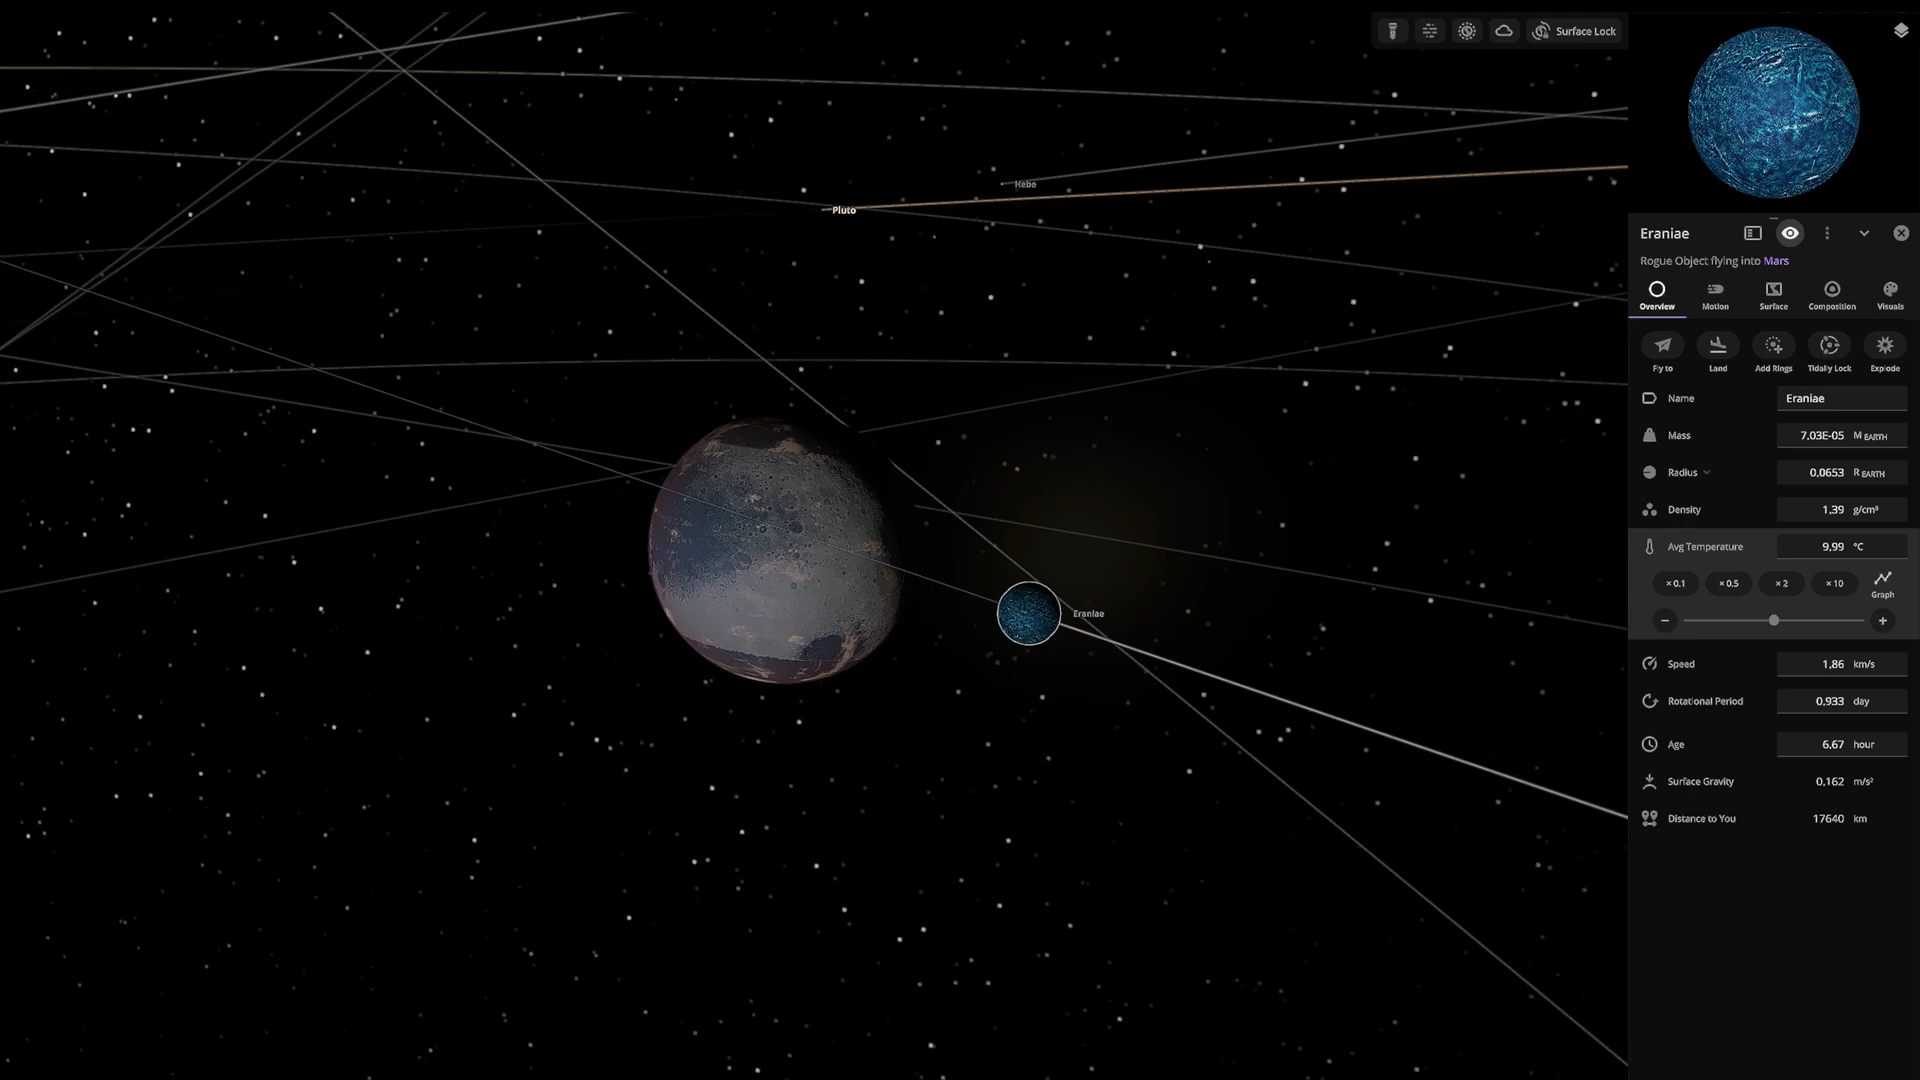 Surface Lock
Hebe
Pluto
Eraniae
Eraniae
Rogue Object flying into Mars
Overview Motion Surface Composition Visuals
Fly to Land Add Rings Tidally Lock Explode
Name Eraniae
Mass 7.03E-05 M EARTH
Radius 0.0653 R EARTH
Density 1.39 g/cm³
Avg Temperature 9.99 °C
× 0.1 × 0.5 × 2 × 10 Graph
Speed 1.86 km/s
Rotational Period 0.933 day
Age 6.67 hour
Surface Gravity 0.162 m/s²
Distance to You 17640 km